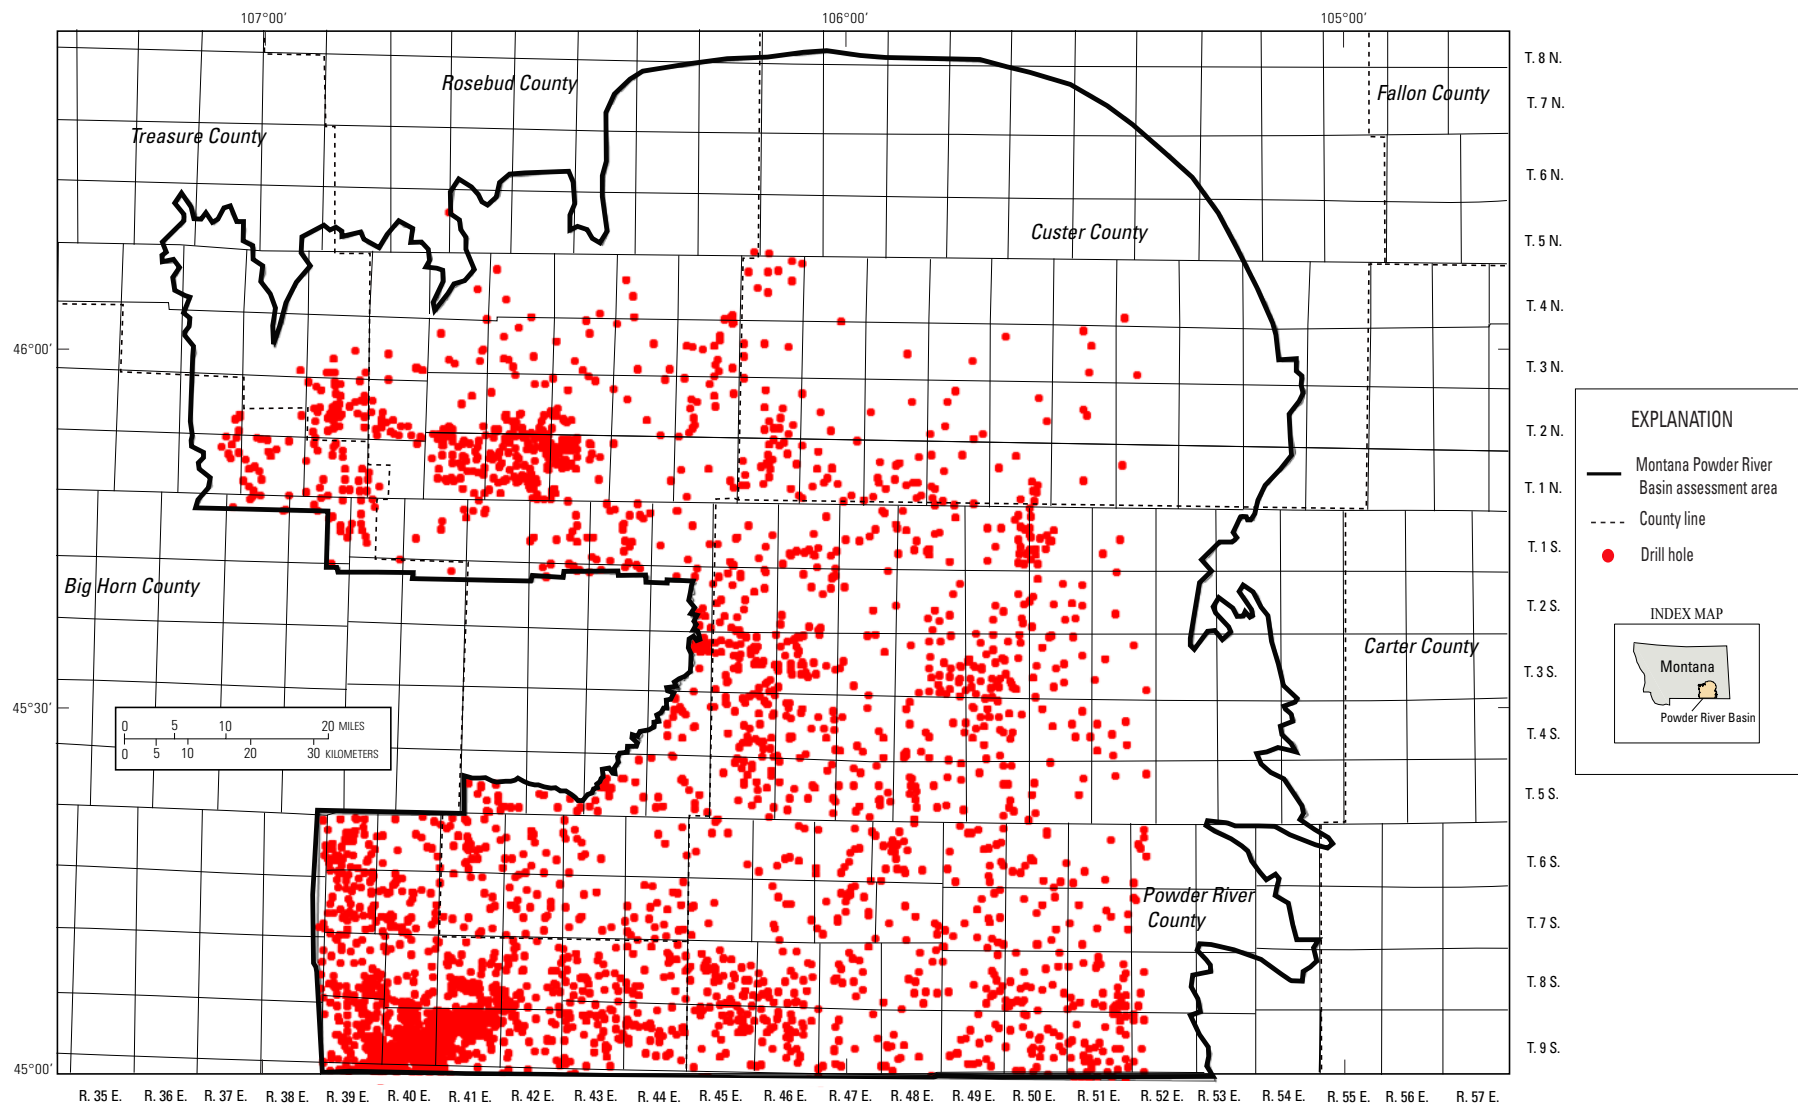 107°00'
106°00'
105°00'
T. 8 N.
Rosebud County
Fallon County
T. 7 N.
Treasure County
T. 6 N.
Custer County
T. 5 N.
T. 4 N.
46°00'
T. 3 N.
EXPLANATION
T. 2 N.
Montana Powder River
Basin assessment area
T. 1 N.
County line
T. 1 S.
Drill hole
Big Horn County
T. 2 S.
INDEX MAP
Carter County
Montana
T. 3 S.
45°30'
Powder River Basin
0 5 10 20 MILES
T. 4 S.
0 5 10 20 30 KILOMETERS
T. 5 S.
T. 6 S.
Powder River
County
T. 7 S.
T. 8 S.
T. 9 S.
45°00'
R. 35 E. R. 36 E. R. 37 E. R. 38 E. R. 39 E. R. 40 E. R. 41 E. R. 42 E. R. 43 E. R. 44 E. R. 45 E. R. 46 E. R. 47 E. R. 48 E. R. 49 E. R. 50 E. R. 51 E. R. 52 E. R. 53 E. R. 54 E. R. 55 E. R. 56 E. R. 57 E.